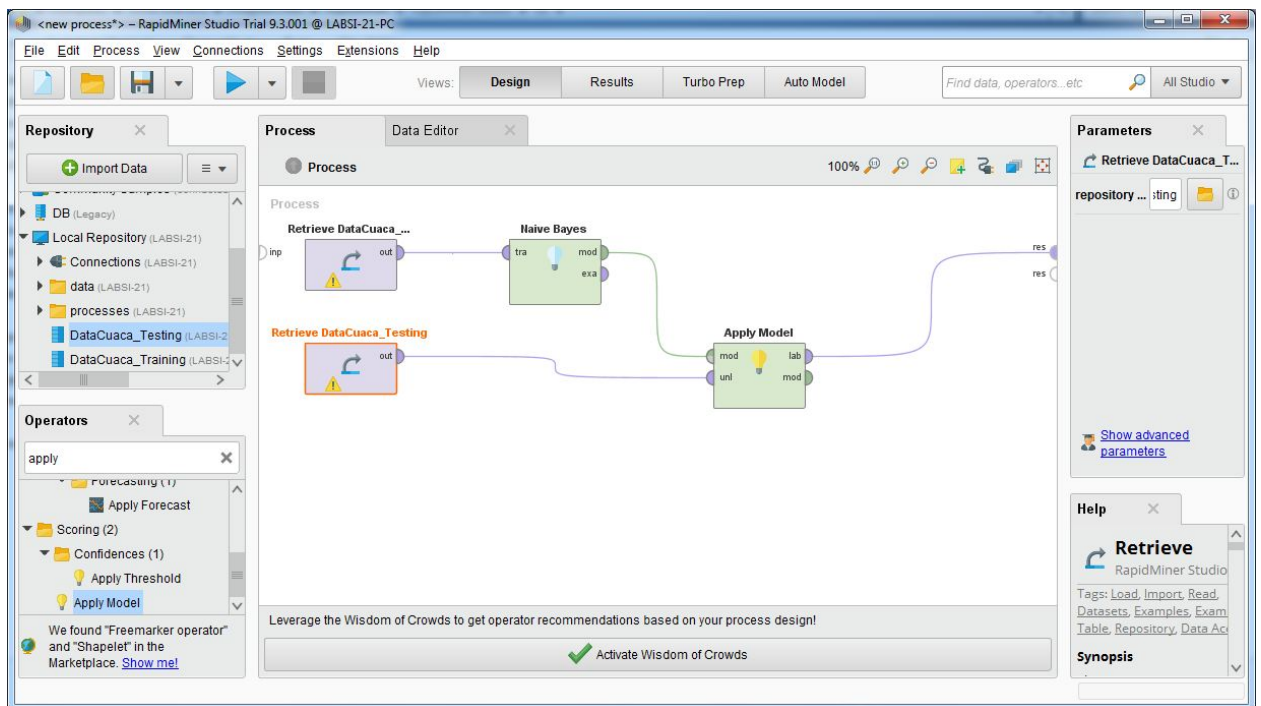 <new process*> – RapidMiner Studio Trial 9.3.001 @ LABSI-21-PC
File Edit Process View Connections Settings Extensions Help
Views: Design Results Turbo Prep Auto Model
Find data, operators...etc
All Studio
Repository
Import Data
DB (Legacy)
Local Repository (LABSI-21)
Connections (LABSI-21)
data (LABSI-21)
processes (LABSI-21)
DataCuaca_Testing (LABSI-2
DataCuaca_Training (LABSI-2
Operators
apply
Forecasting (1)
Apply Forecast
Scoring (2)
Confidences (1)
Apply Threshold
Apply Model
We found "Freemarker operator"
and "Shapelet" in the
Marketplace. Show me!
Process Data Editor
Process
100%
Process
Retrieve DataCuaca_...
inp
out
Naive Bayes
tra
mod
exa
res
res
Retrieve DataCuaca_Testing
out
Apply Model
mod
lab
unl
mod
Leverage the Wisdom of Crowds to get operator recommendations based on your process design!
Activate Wisdom of Crowds
Parameters
Retrieve DataCuaca_T...
repository ... sting
Show advanced
parameters
Help
Retrieve
RapidMiner Studio
Tags: Load, Import, Read,
Datasets, Examples, Exam
Table, Repository, Data Acc
Synopsis